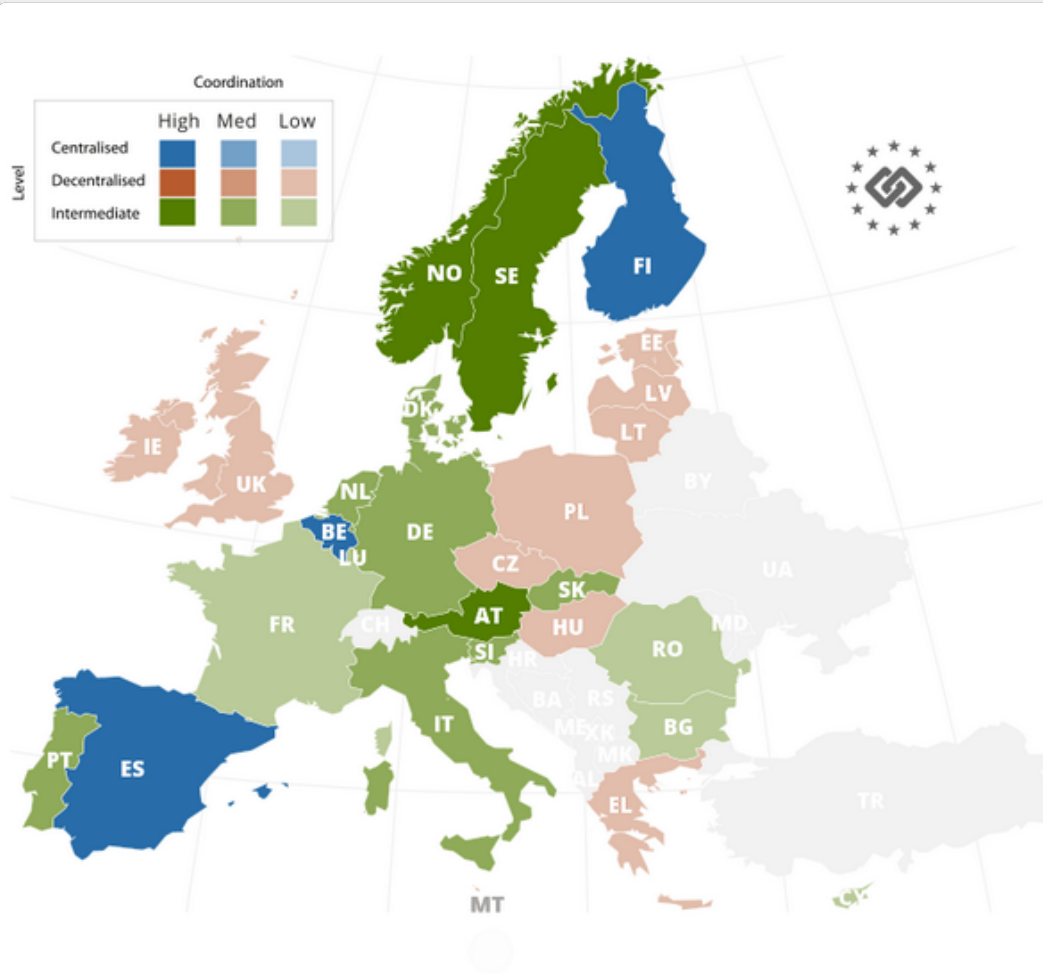 Coordination
High Med Low
Level
Centralised
Decentralised
Intermediate
FI
NO SE
EE
LV
DK
LT
IE
UK
BY
NL
PL
BE DE
LU
CZ
UA
SK
AT
FR CH
HU
MD
RO
SI
HR
BA RS
IT
BG
ME
XK
MK
PT
ES
AL
EL
TR
CY
MT